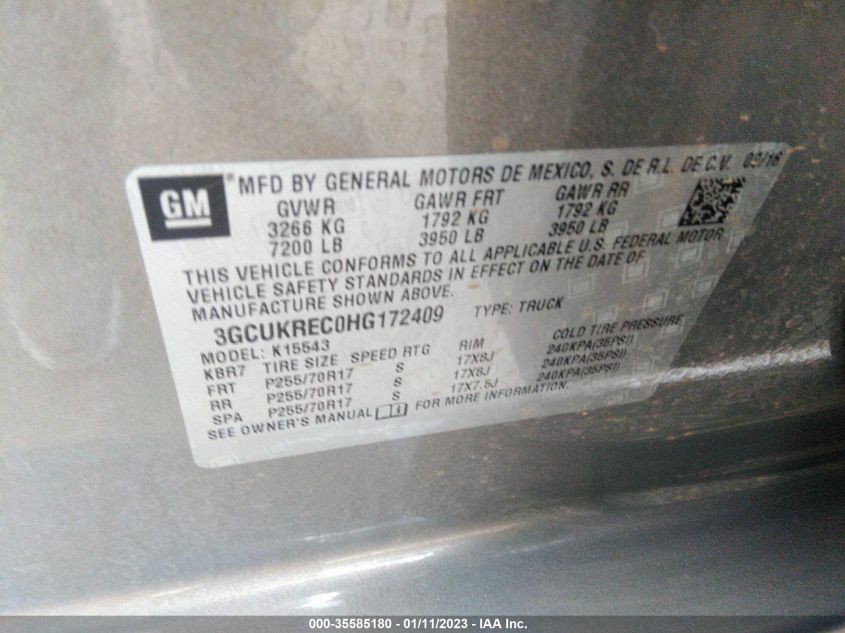 GM
MFD BY GENERAL MOTORS DE MEXICO, S. DE R.L. DE C.V. 09/16
GVWR GAWR FRT GAWR RR
3266 KG 1792 KG 1792 KG
7200 LB 3950 LB 3950 LB
THIS VEHICLE CONFORMS TO ALL APPLICABLE U.S. FEDERAL MOTOR
VEHICLE SAFETY STANDARDS IN EFFECT ON THE DATE OF
MANUFACTURE SHOWN ABOVE.
3GCUKREC0HG172409 TYPE: TRUCK
MODEL: K15543
KBR7 TIRE SIZE SPEED RTG RIM COLD TIRE PRESSURE
FRT P255/70R17 S 17X8J 240KPA(35PSI)
RR P255/70R17 S 17X8J 240KPA(35PSI)
SPA P255/70R17 S 17X7.5J 240KPA(35PSI)
SEE OWNER'S MANUAL FOR MORE INFORMATION.
000-35585180 - 01/11/2023 - IAA Inc.